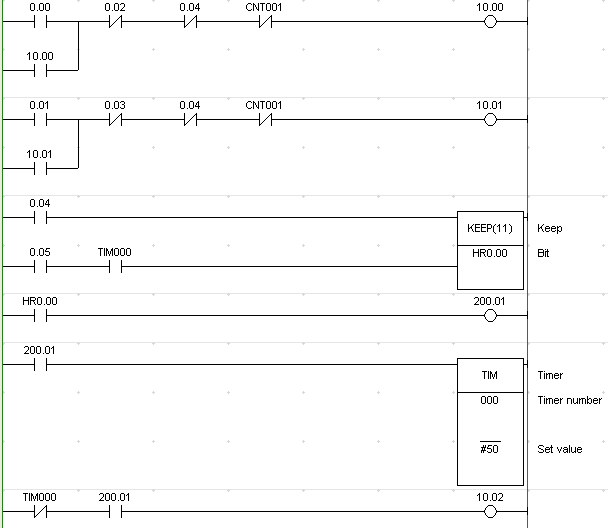 0.00 0.02 0.04 CNT001 10.00
10.00
0.01 0.03 0.04 CNT001 10.01
10.01
0.04
KEEP(11) Keep
0.05 TIM000 HR0.00 Bit
HR0.00 200.01
200.01
TIM Timer
000 Timer number
#50 Set value
TIM000 200.01 10.02